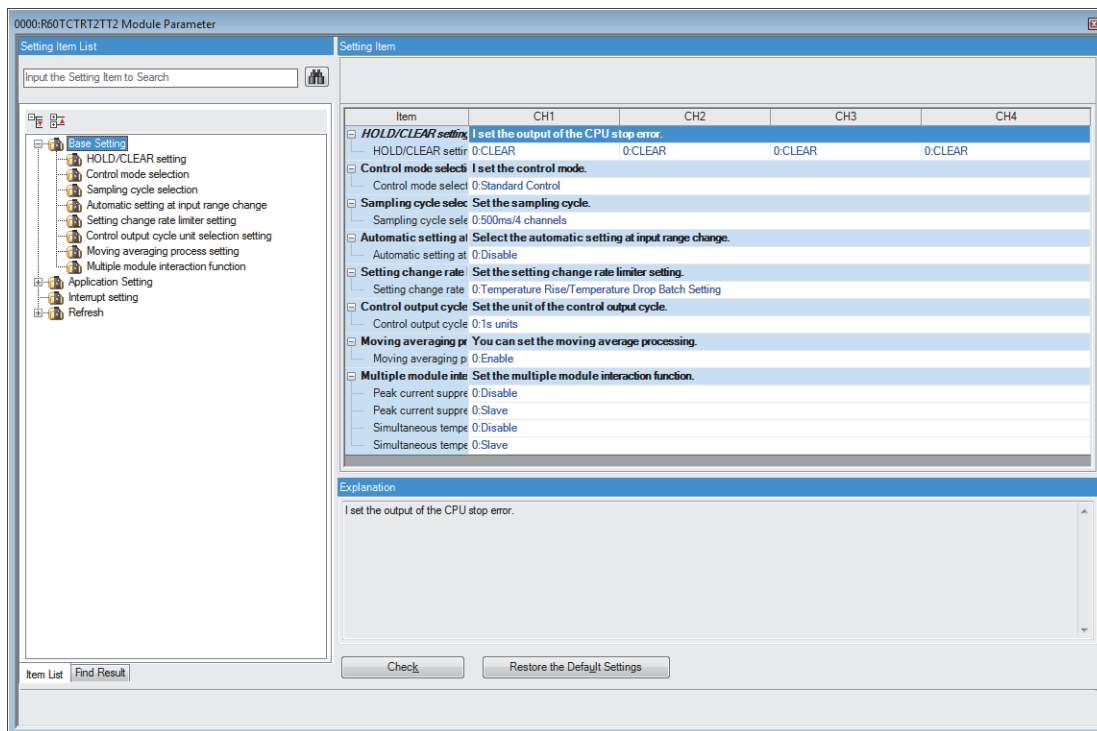 0000:R60TCTRT2TT2 Module Parameter
Setting Item List
Input the Setting Item to Search
Base Setting
HOLD/CLEAR setting
Control mode selection
Sampling cycle selection
Automatic setting at input range change
Setting change rate limiter setting
Control output cycle unit selection setting
Moving averaging process setting
Multiple module interaction function
Application Setting
Interrupt setting
Refresh
Item List Find Result
Setting Item
Item CH1 CH2 CH3 CH4
HOLD/CLEAR setting I set the output of the CPU stop error.
HOLD/CLEAR settir 0:CLEAR 0:CLEAR 0:CLEAR 0:CLEAR
Control mode selecti I set the control mode.
Control mode select 0:Standard Control
Sampling cycle selec Set the sampling cycle.
Sampling cycle sele 0:500ms/4 channels
Automatic setting at Select the automatic setting at input range change.
Automatic setting at 0:Disable
Setting change rate Set the setting change rate limiter setting.
Setting change rate 0:Temperature Rise/Temperature Drop Batch Setting
Control output cycle Set the unit of the control output cycle.
Control output cycle 0:1s units
Moving averaging pr You can set the moving average processing.
Moving averaging p 0:Enable
Multiple module inte Set the multiple module interaction function.
Peak current suppre 0:Disable
Peak current suppre 0:Slave
Simultaneous tempe 0:Disable
Simultaneous tempe 0:Slave
Explanation
I set the output of the CPU stop error.
Check Restore the Default Settings